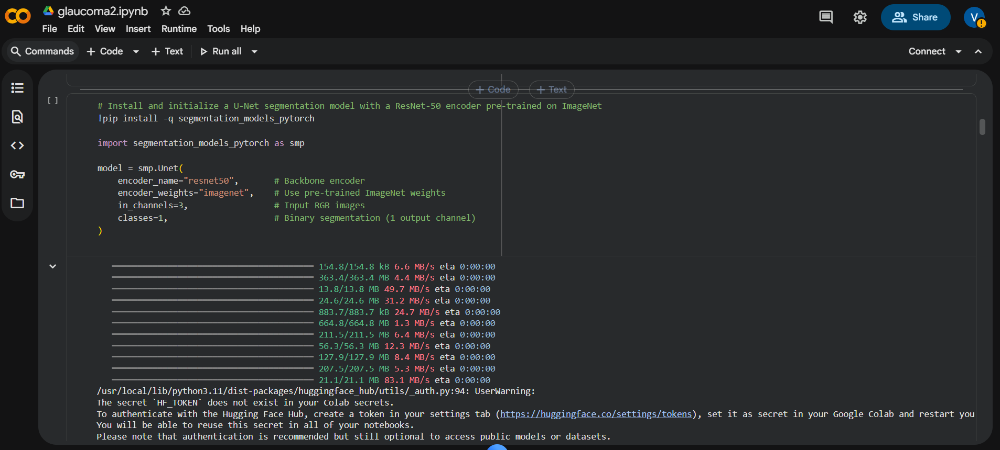 glaucoma2.ipynb
File Edit View Insert Runtime Tools Help
Share
V
Commands + Code + Text Run all
Connect
+ Code + Text
[ ]
# Install and initialize a U-Net segmentation model with a ResNet-50 encoder pre-trained on ImageNet
!pip install -q segmentation_models_pytorch
import segmentation_models_pytorch as smp
model = smp.Unet(
    encoder_name="resnet50",       # Backbone encoder
    encoder_weights="imagenet",    # Use pre-trained ImageNet weights
    in_channels=3,                 # Input RGB images
    classes=1,                     # Binary segmentation (1 output channel)
)
154.8/154.8 kB 6.6 MB/s eta 0:00:00
363.4/363.4 MB 4.4 MB/s eta 0:00:00
13.8/13.8 MB 49.7 MB/s eta 0:00:00
24.6/24.6 MB 31.2 MB/s eta 0:00:00
883.7/883.7 kB 24.7 MB/s eta 0:00:00
664.8/664.8 MB 1.3 MB/s eta 0:00:00
211.5/211.5 MB 6.4 MB/s eta 0:00:00
56.3/56.3 MB 12.3 MB/s eta 0:00:00
127.9/127.9 MB 8.4 MB/s eta 0:00:00
207.5/207.5 MB 5.3 MB/s eta 0:00:00
21.1/21.1 MB 83.1 MB/s eta 0:00:00
/usr/local/lib/python3.11/dist-packages/huggingface_hub/utils/_auth.py:94: UserWarning:
The secret `HF_TOKEN` does not exist in your Colab secrets.
To authenticate with the Hugging Face Hub, create a token in your settings tab (https://huggingface.co/settings/tokens), set it as secret in your Google Colab and restart you
You will be able to reuse this secret in all of your notebooks.
Please note that authentication is recommended but still optional to access public models or datasets.